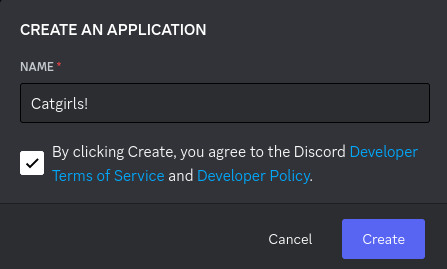 CREATE AN APPLICATION
NAME *
Catgirls!
By clicking Create, you agree to the Discord Developer
Terms of Service and Developer Policy.
Cancel Create